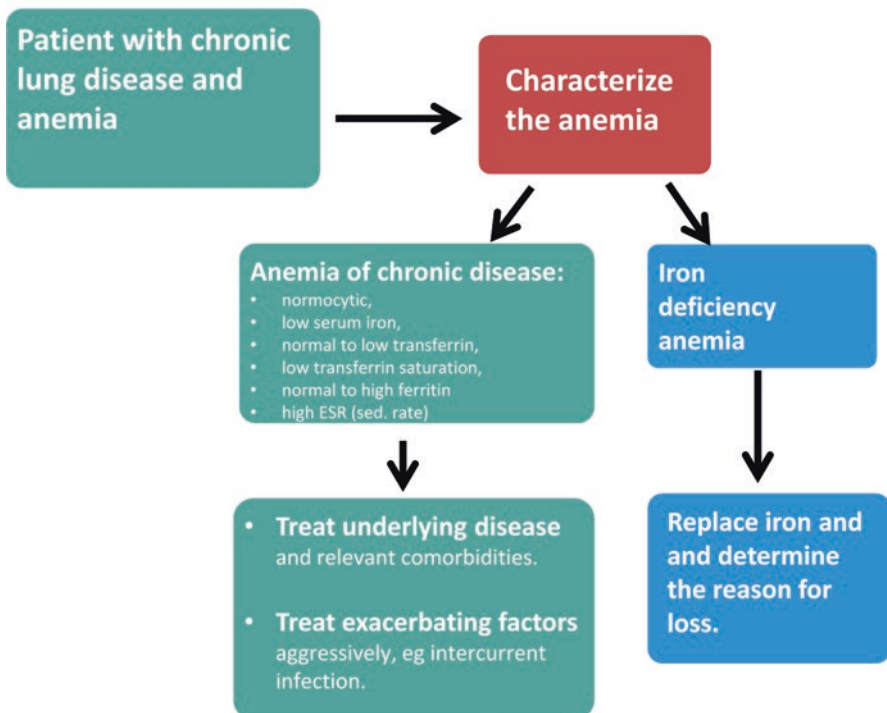 Patient with chronic
lung disease and
anemia
Characterize
the anemia
Anemia of chronic disease:
• normocytic,
• low serum iron,
• normal to low transferrin,
• low transferrin saturation,
• normal to high ferritin
• high ESR (sed. rate)
Iron
deficiency
anemia
• Treat underlying disease
and relevant comorbidities.
• Treat exacerbating factors
aggressively, eg intercurrent
infection.
Replace iron and
and determine
the reason for
loss.